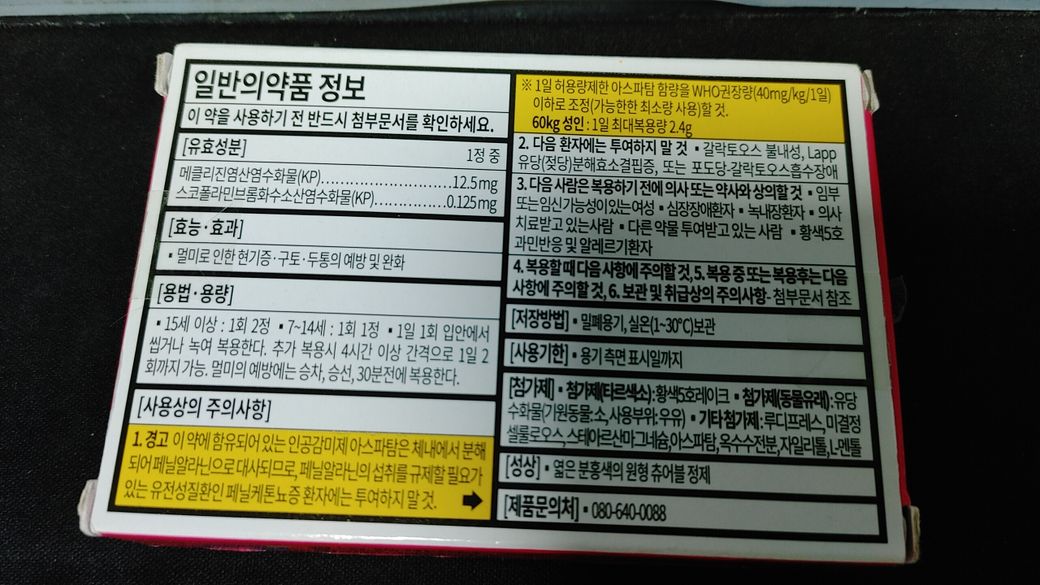 일반의약품 정보
이 약을 사용하기 전 반드시 첨부문서를 확인하세요.
[유효성분] 1정 중
메클리진염산염수화물(KP)..........................12.5mg
스코폴라민브롬화수소산염수화물(KP)..............0.125mg
[효능·효과]
▪ 멀미로 인한 현기증·구토·두통의 예방 및 완화
[용법·용량]
▪ 15세 이상 : 1회 2정 ▪ 7~14세 : 1회 1정 ▪ 1일 1회 입안에서
씹거나 녹여 복용한다. 추가 복용시 4시간 이상 간격으로 1일 2
회까지 가능. 멀미의 예방에는 승차, 승선, 30분전에 복용한다.
[사용상의 주의사항]
1. 경고 이 약에 함유되어 있는 인공감미제 아스파탐은 체내에서 분해
되어 페닐알라닌으로 대사되므로, 페닐알라닌의 섭취를 규제할 필요가
있는 유전성질환인 페닐케톤뇨증 환자에는 투여하지 말 것. ➡
※ 1일 허용량제한 아스파탐 함량을 WHO권장량(40mg/kg/1일)
이하로 조정(가능한한 최소량 사용)할 것.
60kg 성인 : 1일 최대복용량 2.4g
2. 다음 환자에는 투여하지 말 것 ▪ 갈락토오스 불내성, Lapp
유당(젖당)분해효소결핍증, 또는 포도당-갈락토오스흡수장애
3. 다음 사람은 복용하기 전에 의사 또는 약사와 상의할 것 ▪ 임부
또는임신가능성이있는여성 ▪ 심장장애환자 ▪ 녹내장환자 ▪ 의사
치료받고 있는사람 ▪ 다른 약물 투여받고 있는 사람 ▪ 황색5호
과민반응 및 알레르기환자
4. 복용할 때 다음 사항에 주의할 것, 5. 복용 중 또는 복용후는 다음
사항에 주의할 것, 6. 보관 및 취급상의 주의사항- 첨부문서 참조
[저장방법] ▪ 밀폐용기, 실온(1~30℃)보관
[사용기한] ▪ 용기 측면 표시일까지
[첨가제] ▪ 첨가제(타르색소):황색5호레이크 ▪ 첨가제(동물유래):유당
수화물(기원동물:소, 사용부위:우유) ▪ 기타첨가제: 루디프레스, 미결정
셀룰로오스, 스테아르산마그네슘, 아스파탐, 옥수수전분, 자일리톨, L-멘톨
[성상] ▪ 엷은 분홍색의 원형 츄어블 정제
[제품문의처] ▪ 080-640-0088